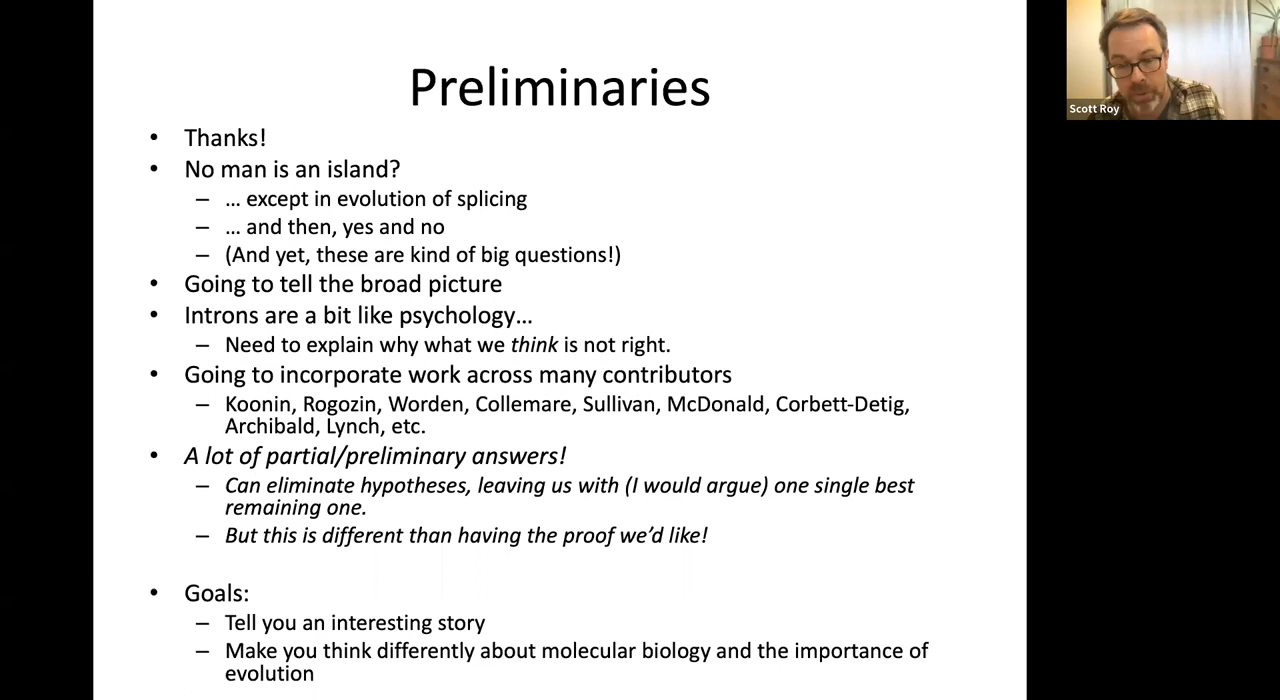 Preliminaries
• Thanks!
• No man is an island?
– … except in evolution of splicing
– … and then, yes and no
– (And yet, these are kind of big questions!)
• Going to tell the broad picture
• Introns are a bit like psychology…
– Need to explain why what we think is not right.
• Going to incorporate work across many contributors
– Koonin, Rogozin, Worden, Collemare, Sullivan, McDonald, Corbett-Detig,
Archibald, Lynch, etc.
• A lot of partial/preliminary answers!
– Can eliminate hypotheses, leaving us with (I would argue) one single best
remaining one.
– But this is different than having the proof we’d like!
• Goals:
– Tell you an interesting story
– Make you think differently about molecular biology and the importance of
evolution
Scott Roy